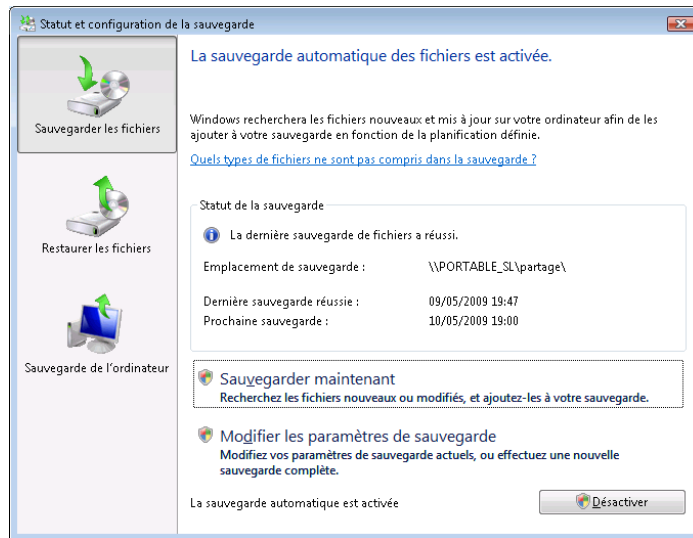 Statut et configuration de la sauvegarde
Sauvegarder les fichiers
Restaurer les fichiers
Sauvegarde de l'ordinateur
La sauvegarde automatique des fichiers est activée.
Windows recherchera les fichiers nouveaux et mis à jour sur votre ordinateur afin de les
ajouter à votre sauvegarde en fonction de la planification définie.
Quels types de fichiers ne sont pas compris dans la sauvegarde ?
Statut de la sauvegarde
La dernière sauvegarde de fichiers a réussi.
Emplacement de sauvegarde : \\PORTABLE_SL\partage\
Dernière sauvegarde réussie : 09/05/2009 19:47
Prochaine sauvegarde : 10/05/2009 19:00
Sauvegarder maintenant
Recherchez les fichiers nouveaux ou modifiés, et ajoutez-les à votre sauvegarde.
Modifier les paramètres de sauvegarde
Modifiez vos paramètres de sauvegarde actuels, ou effectuez une nouvelle
sauvegarde complète.
La sauvegarde automatique est activée
Désactiver